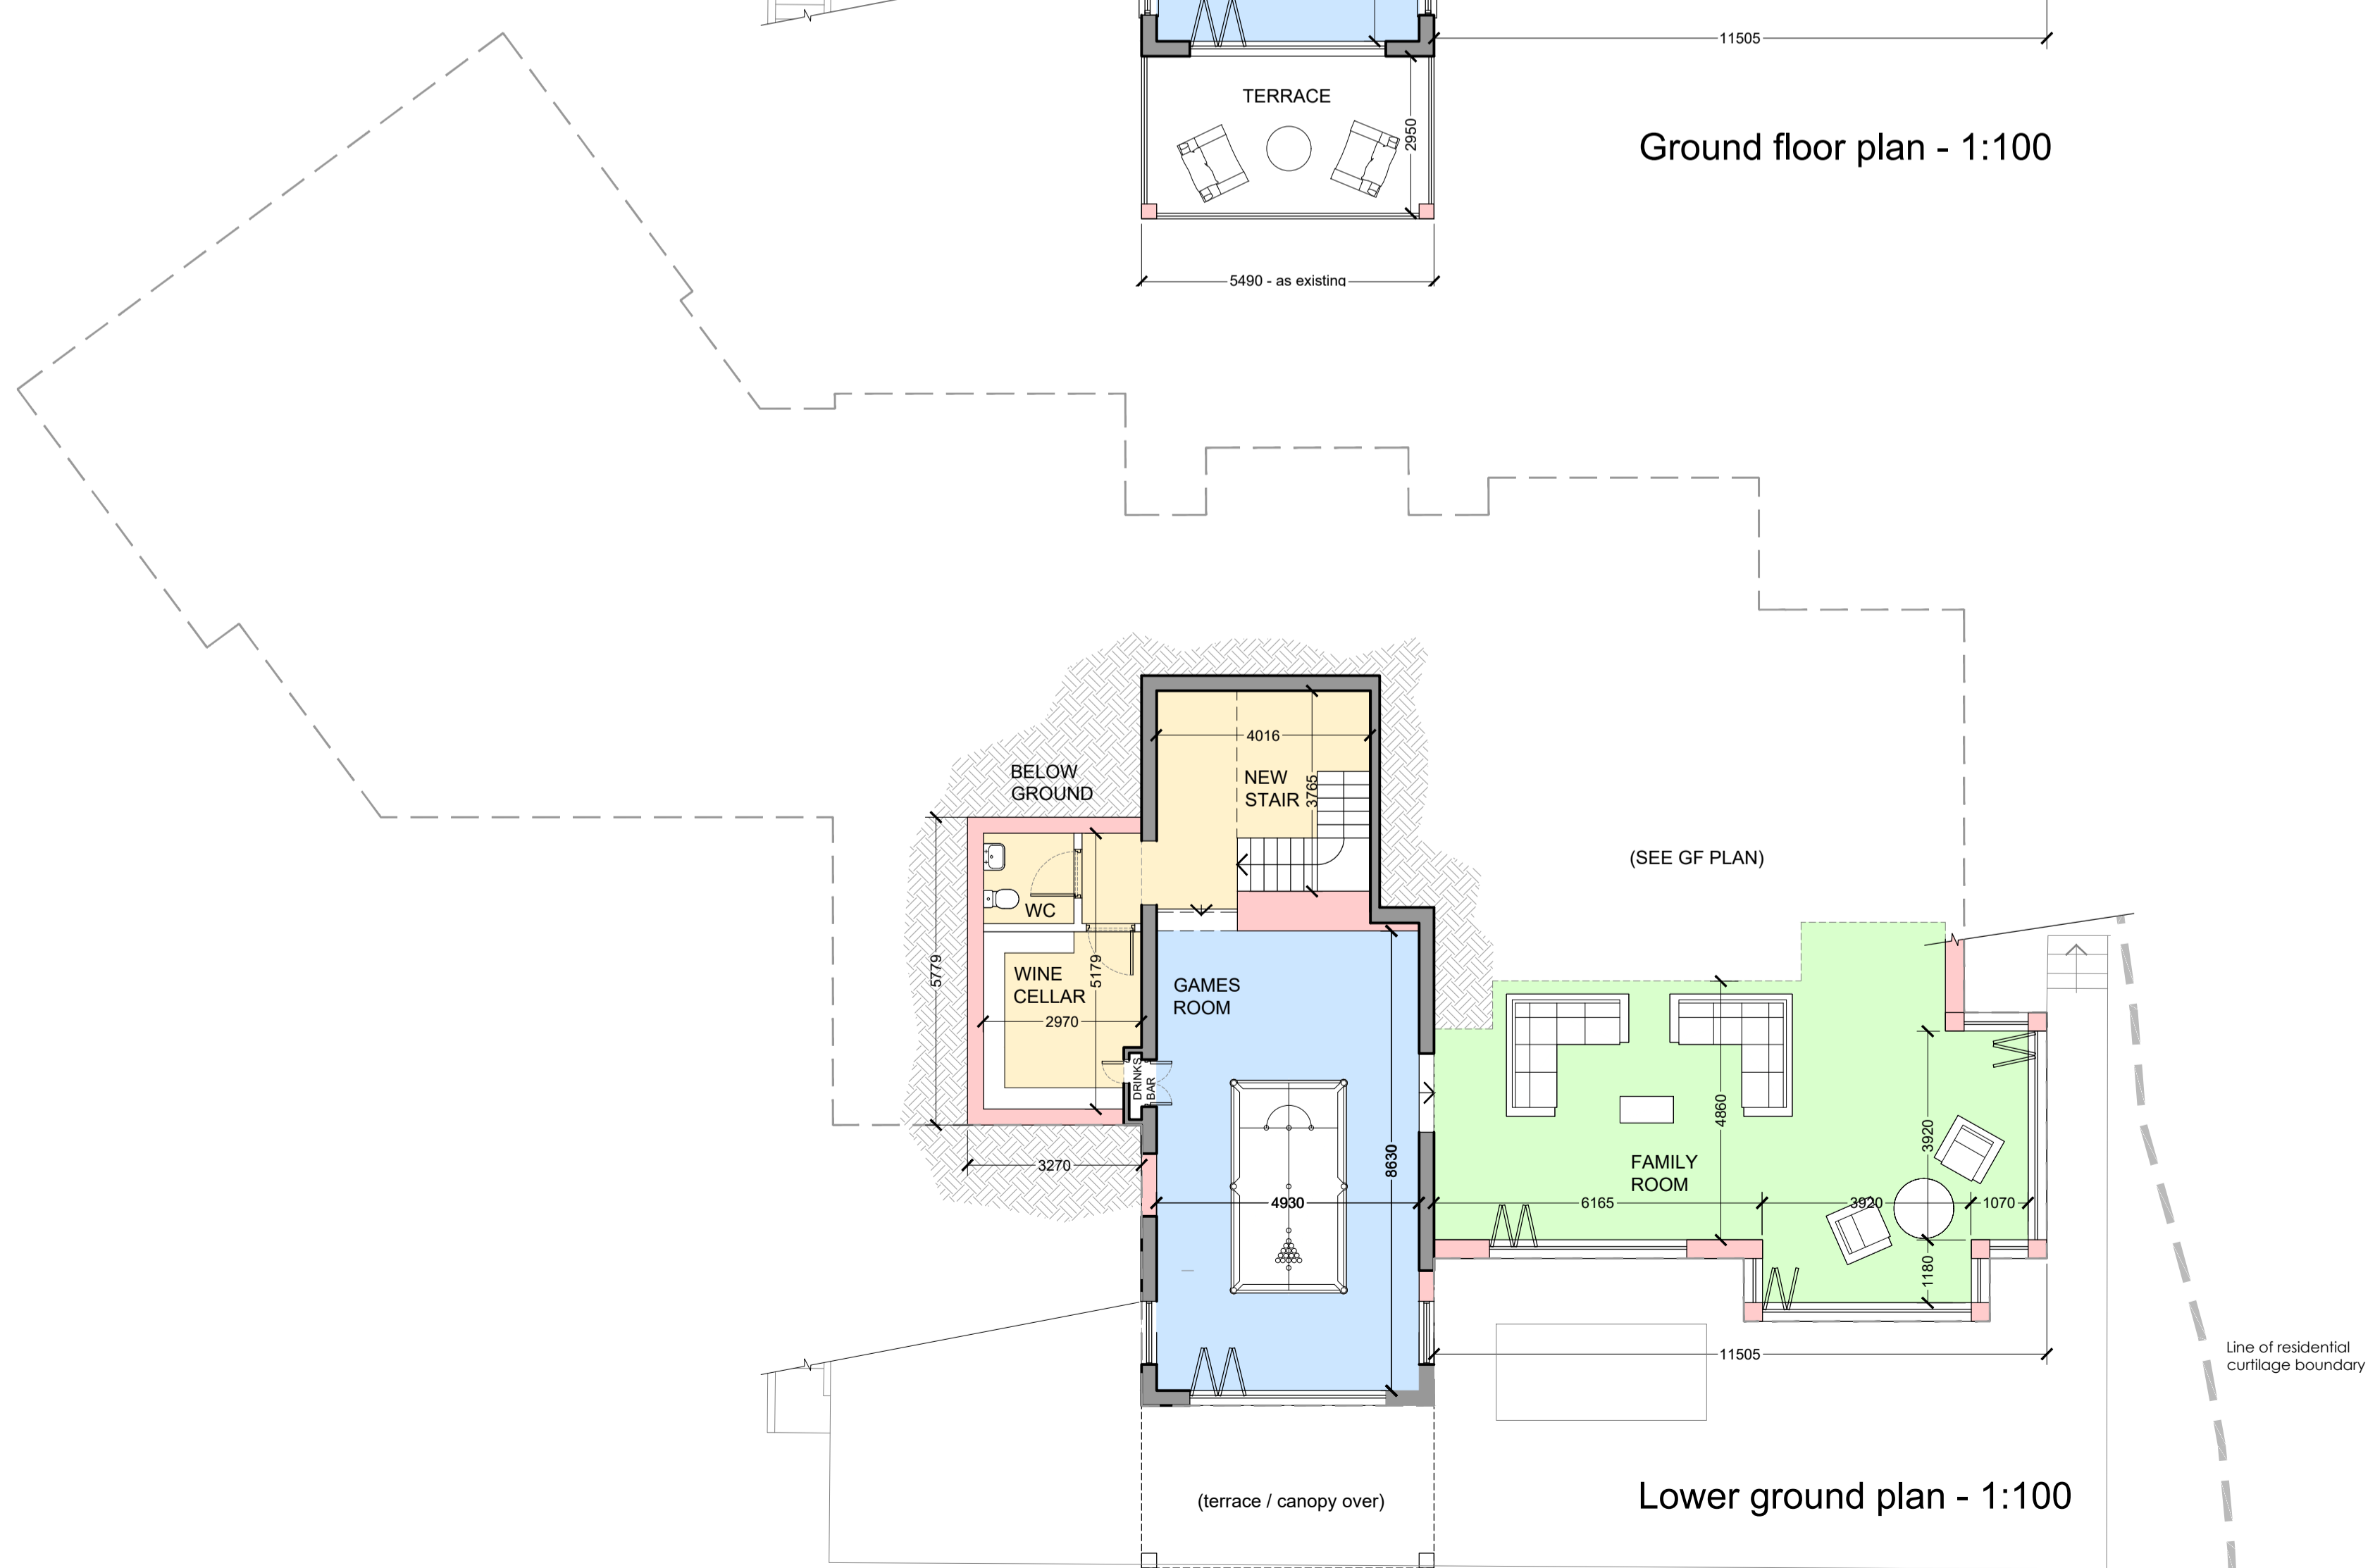 11505
TERRACE
2950
Ground floor plan - 1:100
5490 - as existing
4016
BELOW
GROUND
NEW
STAIR
3765
(SEE GF PLAN)
WC
5779
WINE
CELLAR
5179
2970
GAMES
ROOM
DRINKS
BAR
4860
3920
3270
8630
FAMILY
ROOM
4930
6165
3920
1070
1180
11505
Line of residential
curtilage boundary
(terrace / canopy over)
Lower ground plan - 1:100